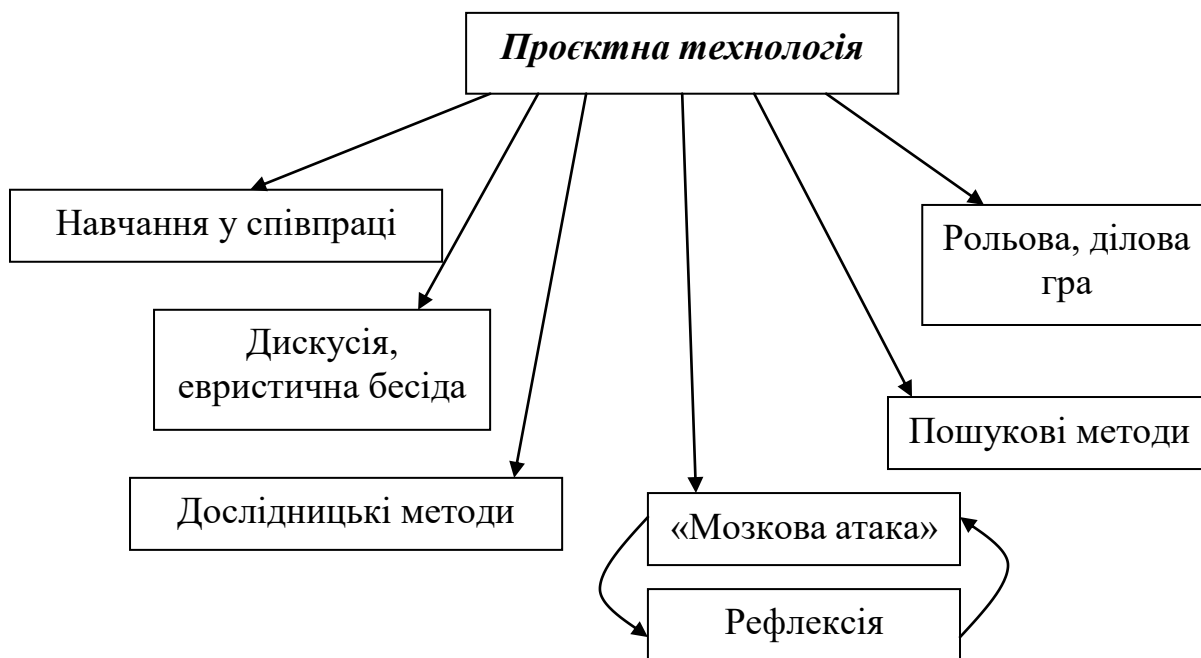 Проєктна технологія
Навчання у співпраці
Рольова, ділова
гра
Дискусія,
евристична бесіда
Пошукові методи
Дослідницькі методи
«Мозкова атака»
Рефлексія